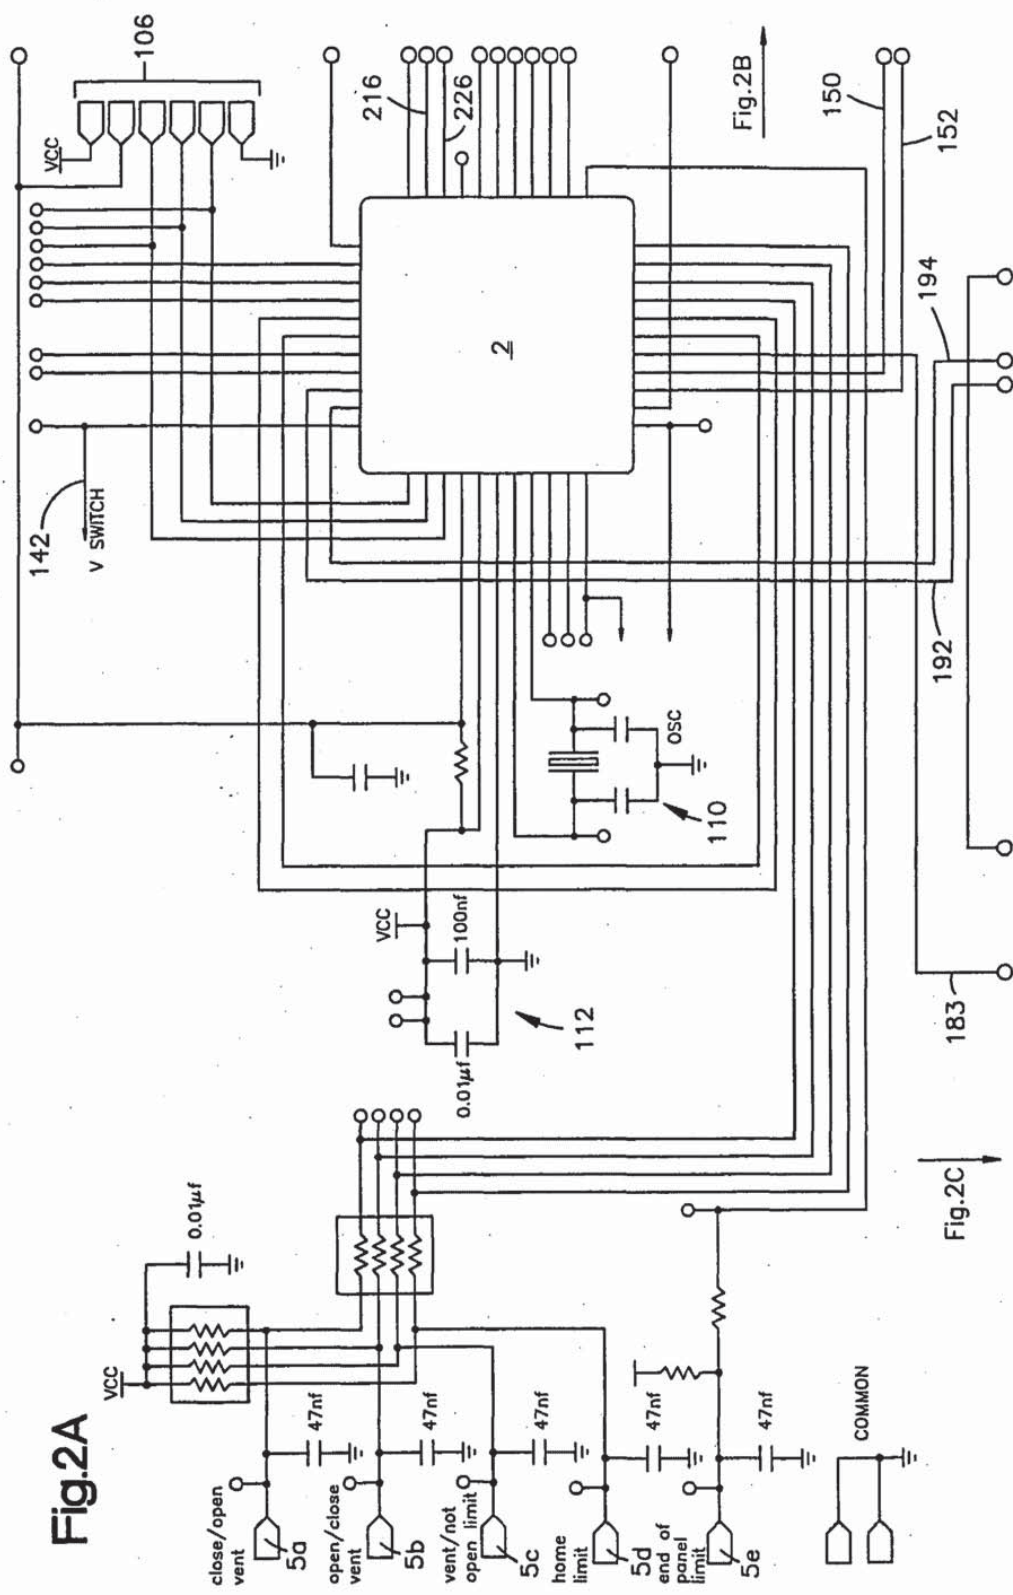 Fig.2A
close/open
vent
5a
open/close
vent
5b
vent/not
open limit
5c
home
limit
5d
end of
panel
limit
5e
47nf
47nf
47nf
47nf
47nf
COMMON
VCC
0.01µf
Fig.2C
0.01µf
112
100nf
VCC
110
OSC
183
192
194
142
V SWITCH
2
VCC
106
216
226
Fig.2B
150
152